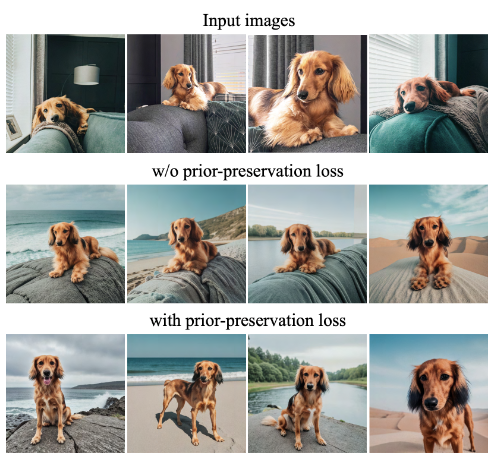 Input images
w/o prior-preservation loss
with prior-preservation loss